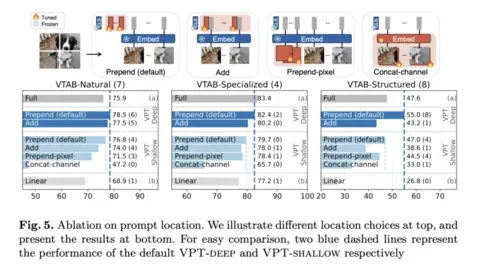 Tuned
Frozen
CLS
CLS
CLS
CLS
Embed
Embed
Embed
Embed
Prepend (default)
Add
Prepend-pixel
Concat-channel
VTAB-Natural (7)
VTAB-Specialized (4)
VTAB-Structured (8)
Full
75.9
(a)
Prepend (default)
78.5 (6)
Add
77.5 (5)
VPT
Deep
Prepend (default)
76.8 (4)
Add
74.0 (4)
Prepend-pixel
71.5 (3)
Concat-channel
47.2 (0)
VPT
Shallow
Linear
68.9 (1)
(b)
50 60 70 80 90
Full
83.4
(a)
Prepend (default)
82.4 (2)
Add
80.2 (0)
VPT
Deep
Prepend (default)
79.7 (0)
Add
78.0 (1)
Prepend-pixel
78.4 (1)
Concat-channel
65.7 (0)
VPT
Shallow
Linear
77.2 (1)
(b)
60 70 80 90 100
Full
47.6
(a)
Prepend (default)
55.0 (8)
Add
43.2 (1)
VPT
Deep
Prepend (default)
47.0 (4)
Add
38.6 (1)
Prepend-pixel
44.5 (4)
Concat-channel
33.0 (1)
VPT
Shallow
Linear
26.8 (0)
(b)
20 30 40 50 60 70
Fig. 5. Ablation on prompt location. We illustrate different location choices at top, and
present the results at bottom. For easy comparison, two blue dashed lines represent
the performance of the default VPT-DEEP and VPT-SHALLOW respectively